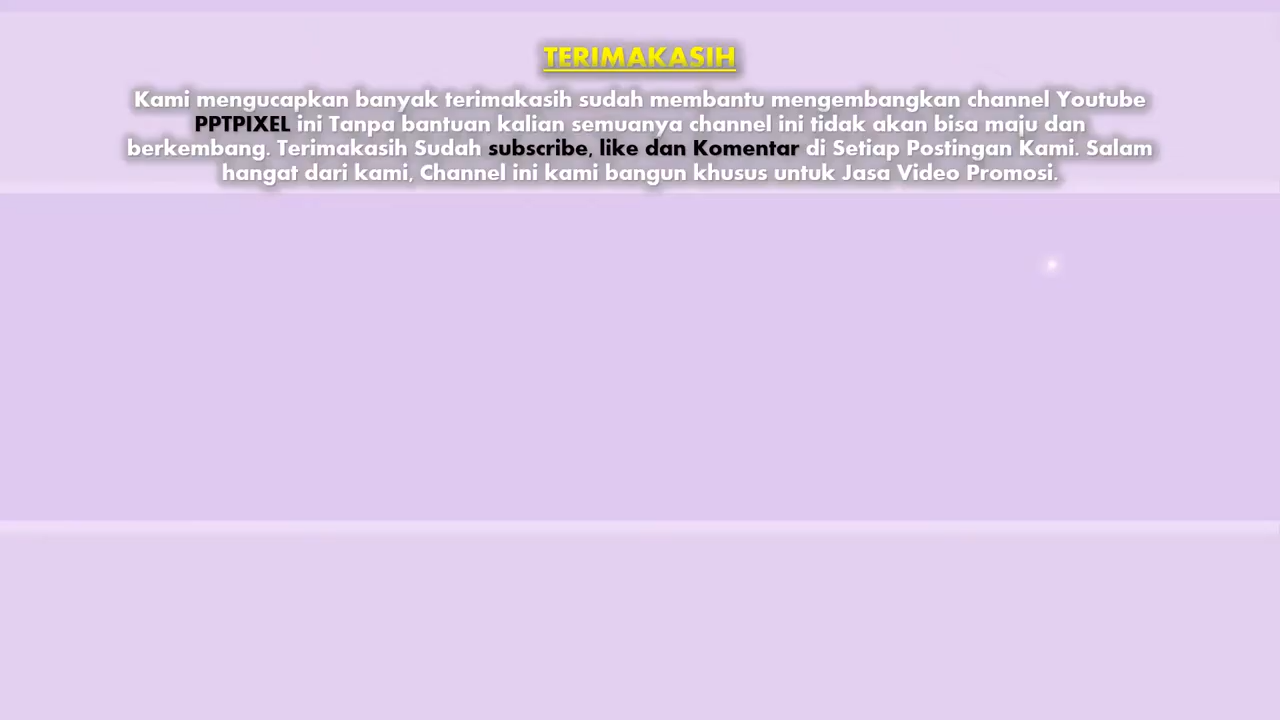 TERIMAKASIH
Kami mengucapkan banyak terimakasih sudah membantu mengembangkan channel Youtube
PPTPIXEL ini Tanpa bantuan kalian semuanya channel ini tidak akan bisa maju dan
berkembang. Terimakasih Sudah subscribe, like dan Komentar di Setiap Postingan Kami. Salam
hangat dari kami, Channel ini kami bangun khusus untuk Jasa Video Promosi.